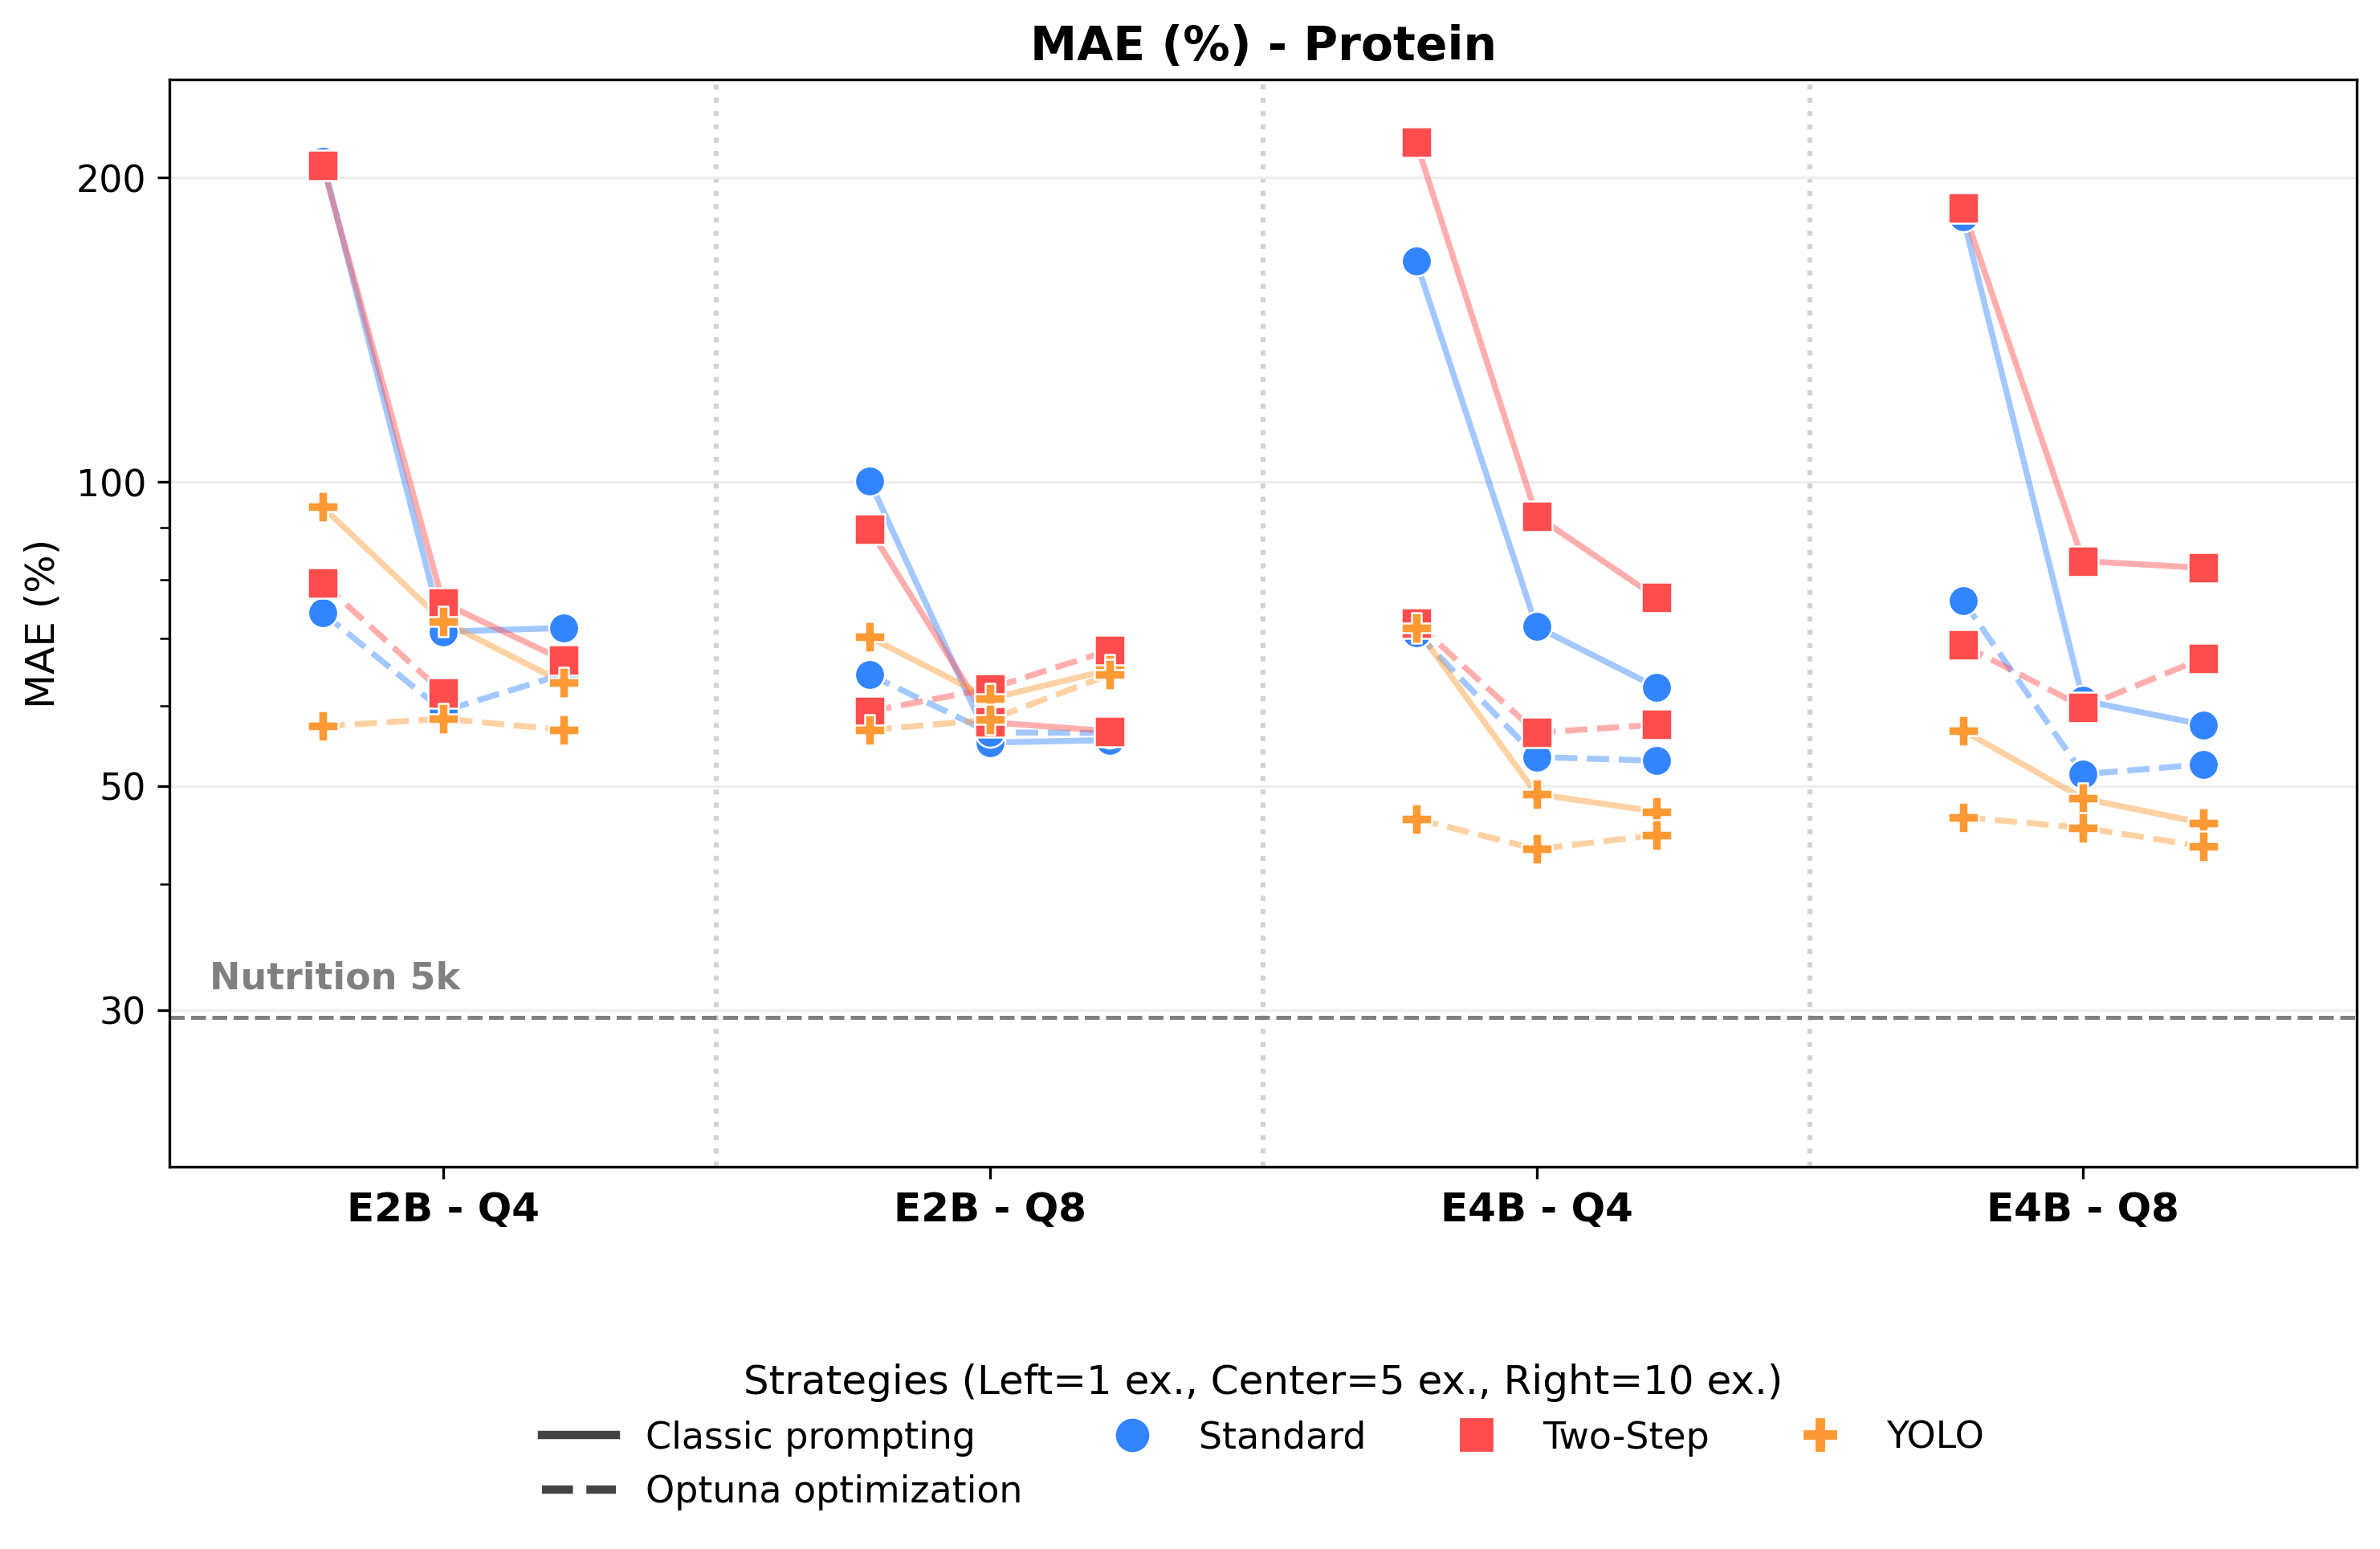 MAE (%) - Protein
MAE (%)
200
100
50
30
Nutrition 5k
E2B - Q4
E2B - Q8
E4B - Q4
E4B - Q8
Strategies (Left=1 ex., Center=5 ex., Right=10 ex.)
Classic prompting
Standard
Two-Step
YOLO
Optuna optimization